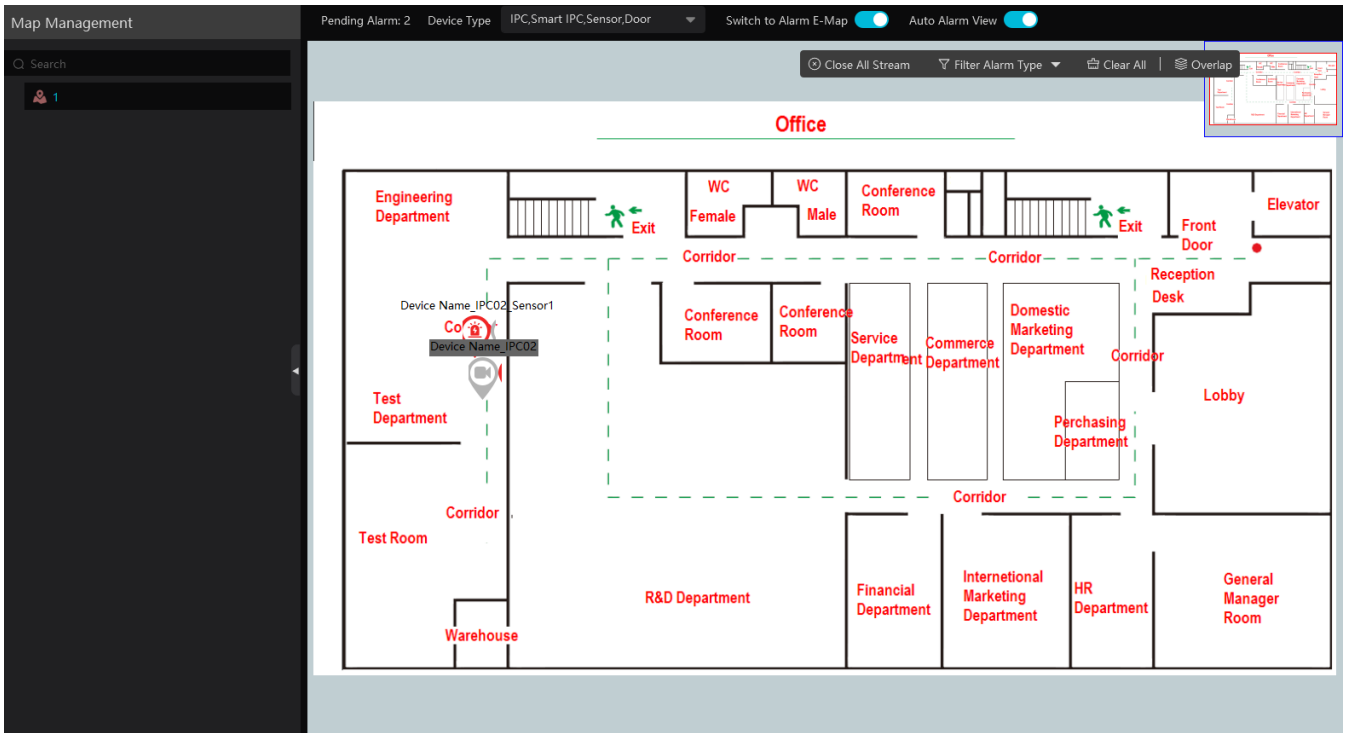 Map Management
Pending Alarm: 2 Device Type IPC,Smart IPC,Sensor,Door Switch to Alarm E-Map Auto Alarm View
Search
1
Close All Stream Filter Alarm Type Clear All Overlap
Office
Engineering
Department
WC
Female
WC
Male
Conference
Room
Exit
Exit
Front
Door
Elevator
Corridor
Corridor
Reception
Desk
Device Name_IPC02_Sensor1
Device Name_IPC02
Conference
Room
Conference
Room
Service
Department
Commerce
Department
Domestic
Marketing
Department
Corridor
Lobby
Test
Department
Perchasing
Department
Corridor
Corridor
Test Room
R&D Department
Financial
Department
Internetional
Marketing
Department
HR
Department
General
Manager
Room
Warehouse